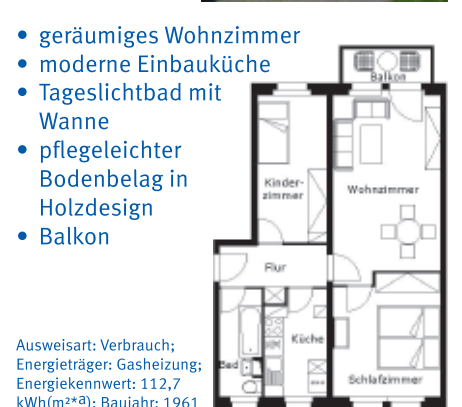 • geräumiges Wohnzimmer
• moderne Einbauküche
• Tageslichtbad mit
Wanne
• pflegeleichter
Bodenbelag in
Holzdesign
• Balkon
Ausweisart: Verbrauch;
Energieträger: Gasheizung;
Energiekennwert: 112,7
kWh(m²*a); Baujahr: 1961
Balkon
Kinder-
zimmer
Wohnzimmer
Flur
Küche
Bad
Schlafzimmer